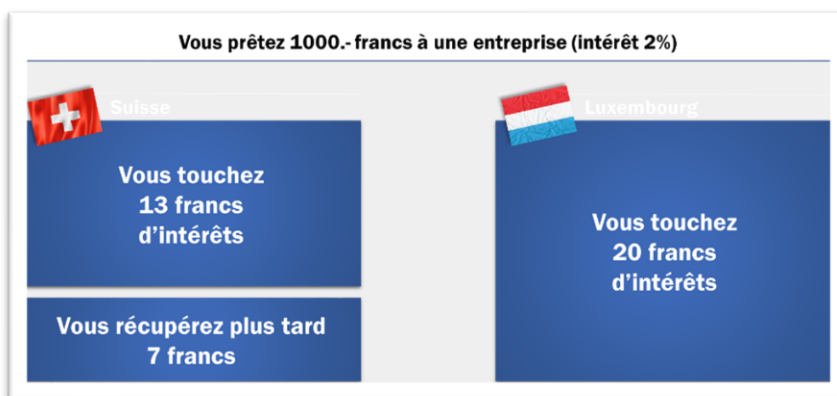 Vous prêtez 1000.- francs à une entreprise (intérêt 2%)
Suisse
Vous touchez
13 francs
d’intérêts
Vous récupérez plus tard
7 francs
Luxembourg
Vous touchez
20 francs
d’intérêts